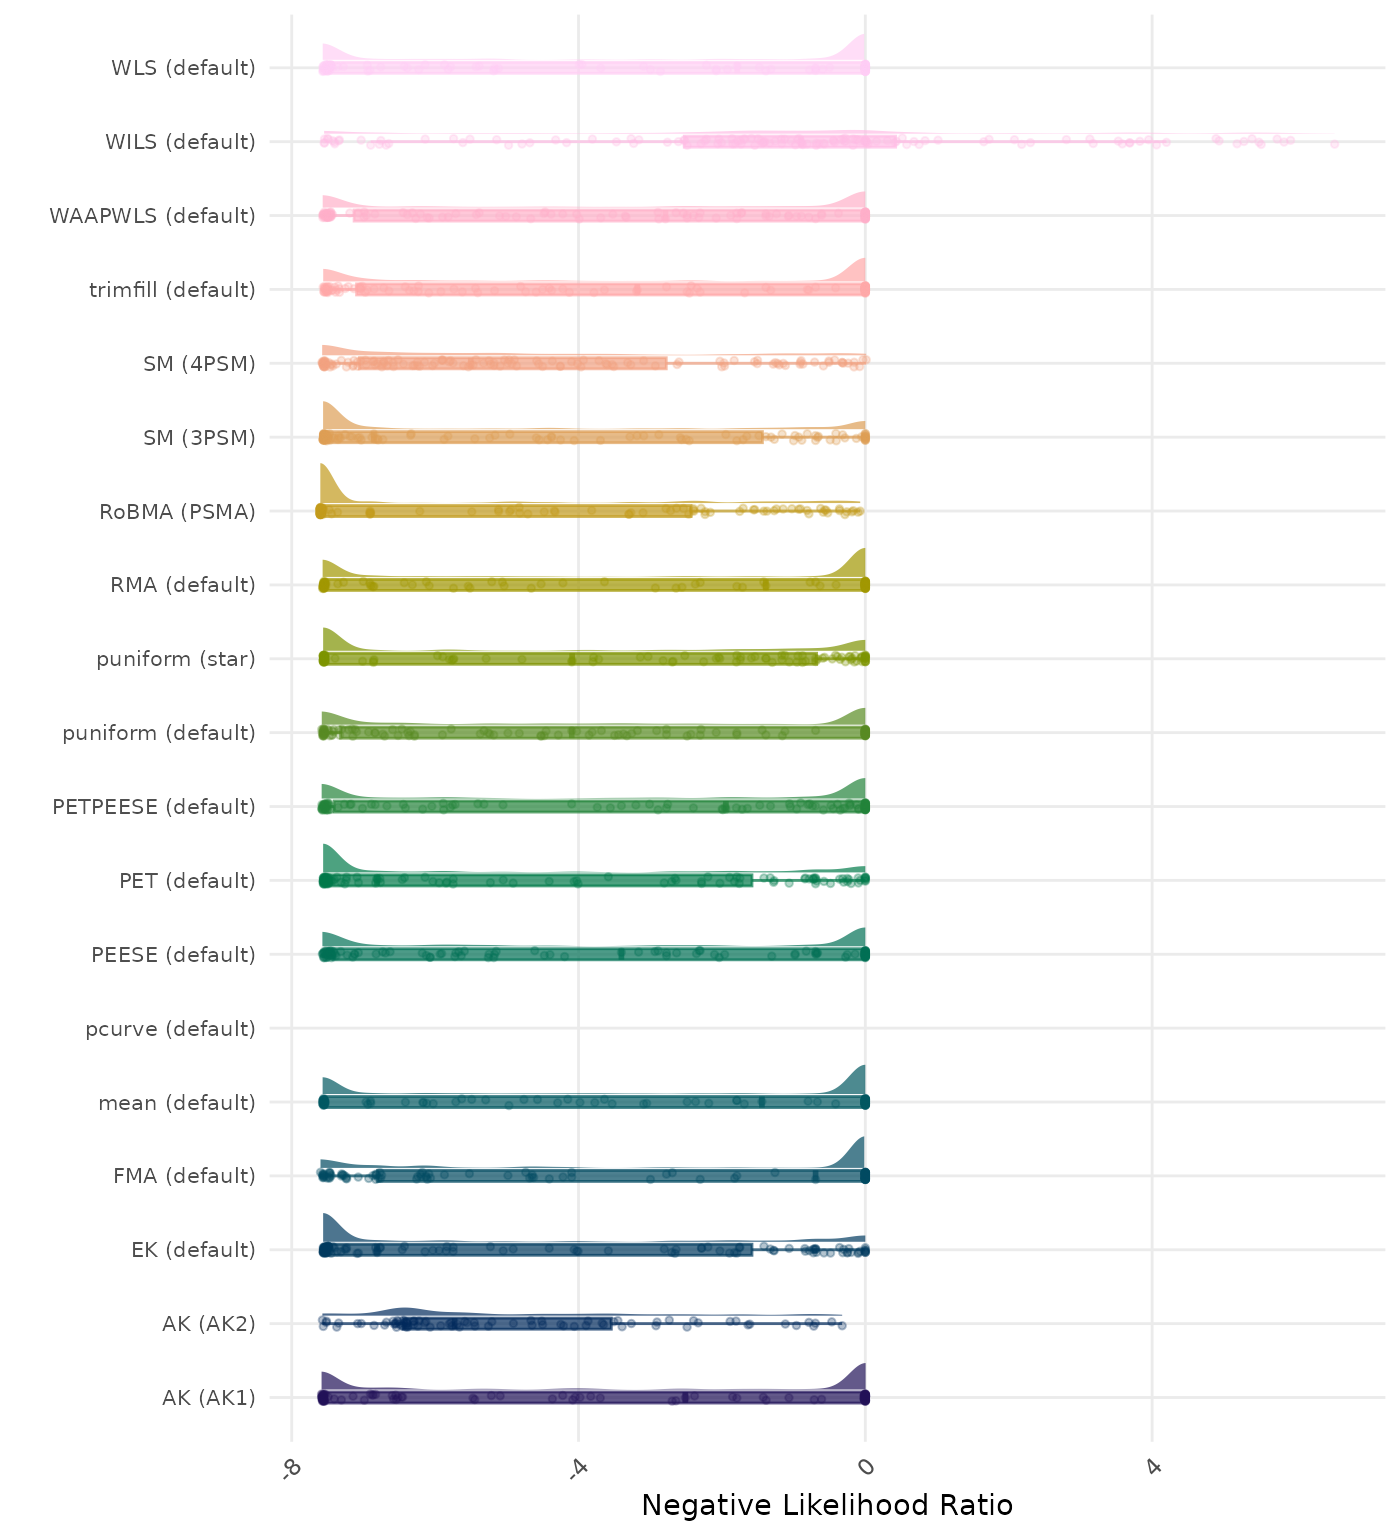 WLS (default)
WILS (default)
WAAPWLS (default)
trimfill (default)
SM (4PSM)
SM (3PSM)
RoBMA (PSMA)
RMA (default)
puniform (star)
puniform (default)
PETPEESE (default)
PET (default)
PEESE (default)
pcurve (default)
mean (default)
FMA (default)
EK (default)
AK (AK2)
AK (AK1)
-8 -4 0 4
Negative Likelihood Ratio